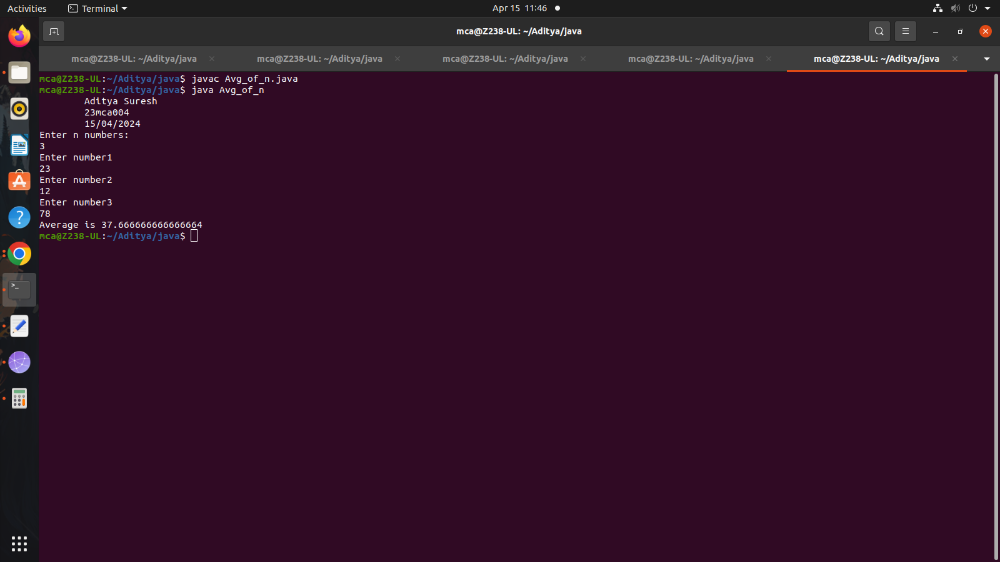 Activities Terminal Apr 15 11:46
mca@Z238-UL: ~/Aditya/java
mca@Z238-UL: ~/Aditya/java mca@Z238-UL: ~/Aditya/java mca@Z238-UL: ~/Aditya/java mca@Z238-UL: ~/Aditya/java mca@Z238-UL: ~/Aditya/java
mca@Z238-UL:~/Aditya/java$ javac Avg_of_n.java
mca@Z238-UL:~/Aditya/java$ java Avg_of_n
Aditya Suresh
23mca004
15/04/2024
Enter n numbers:
3
Enter number1
23
Enter number2
12
Enter number3
78
Average is 37.666666666666664
mca@Z238-UL:~/Aditya/java$